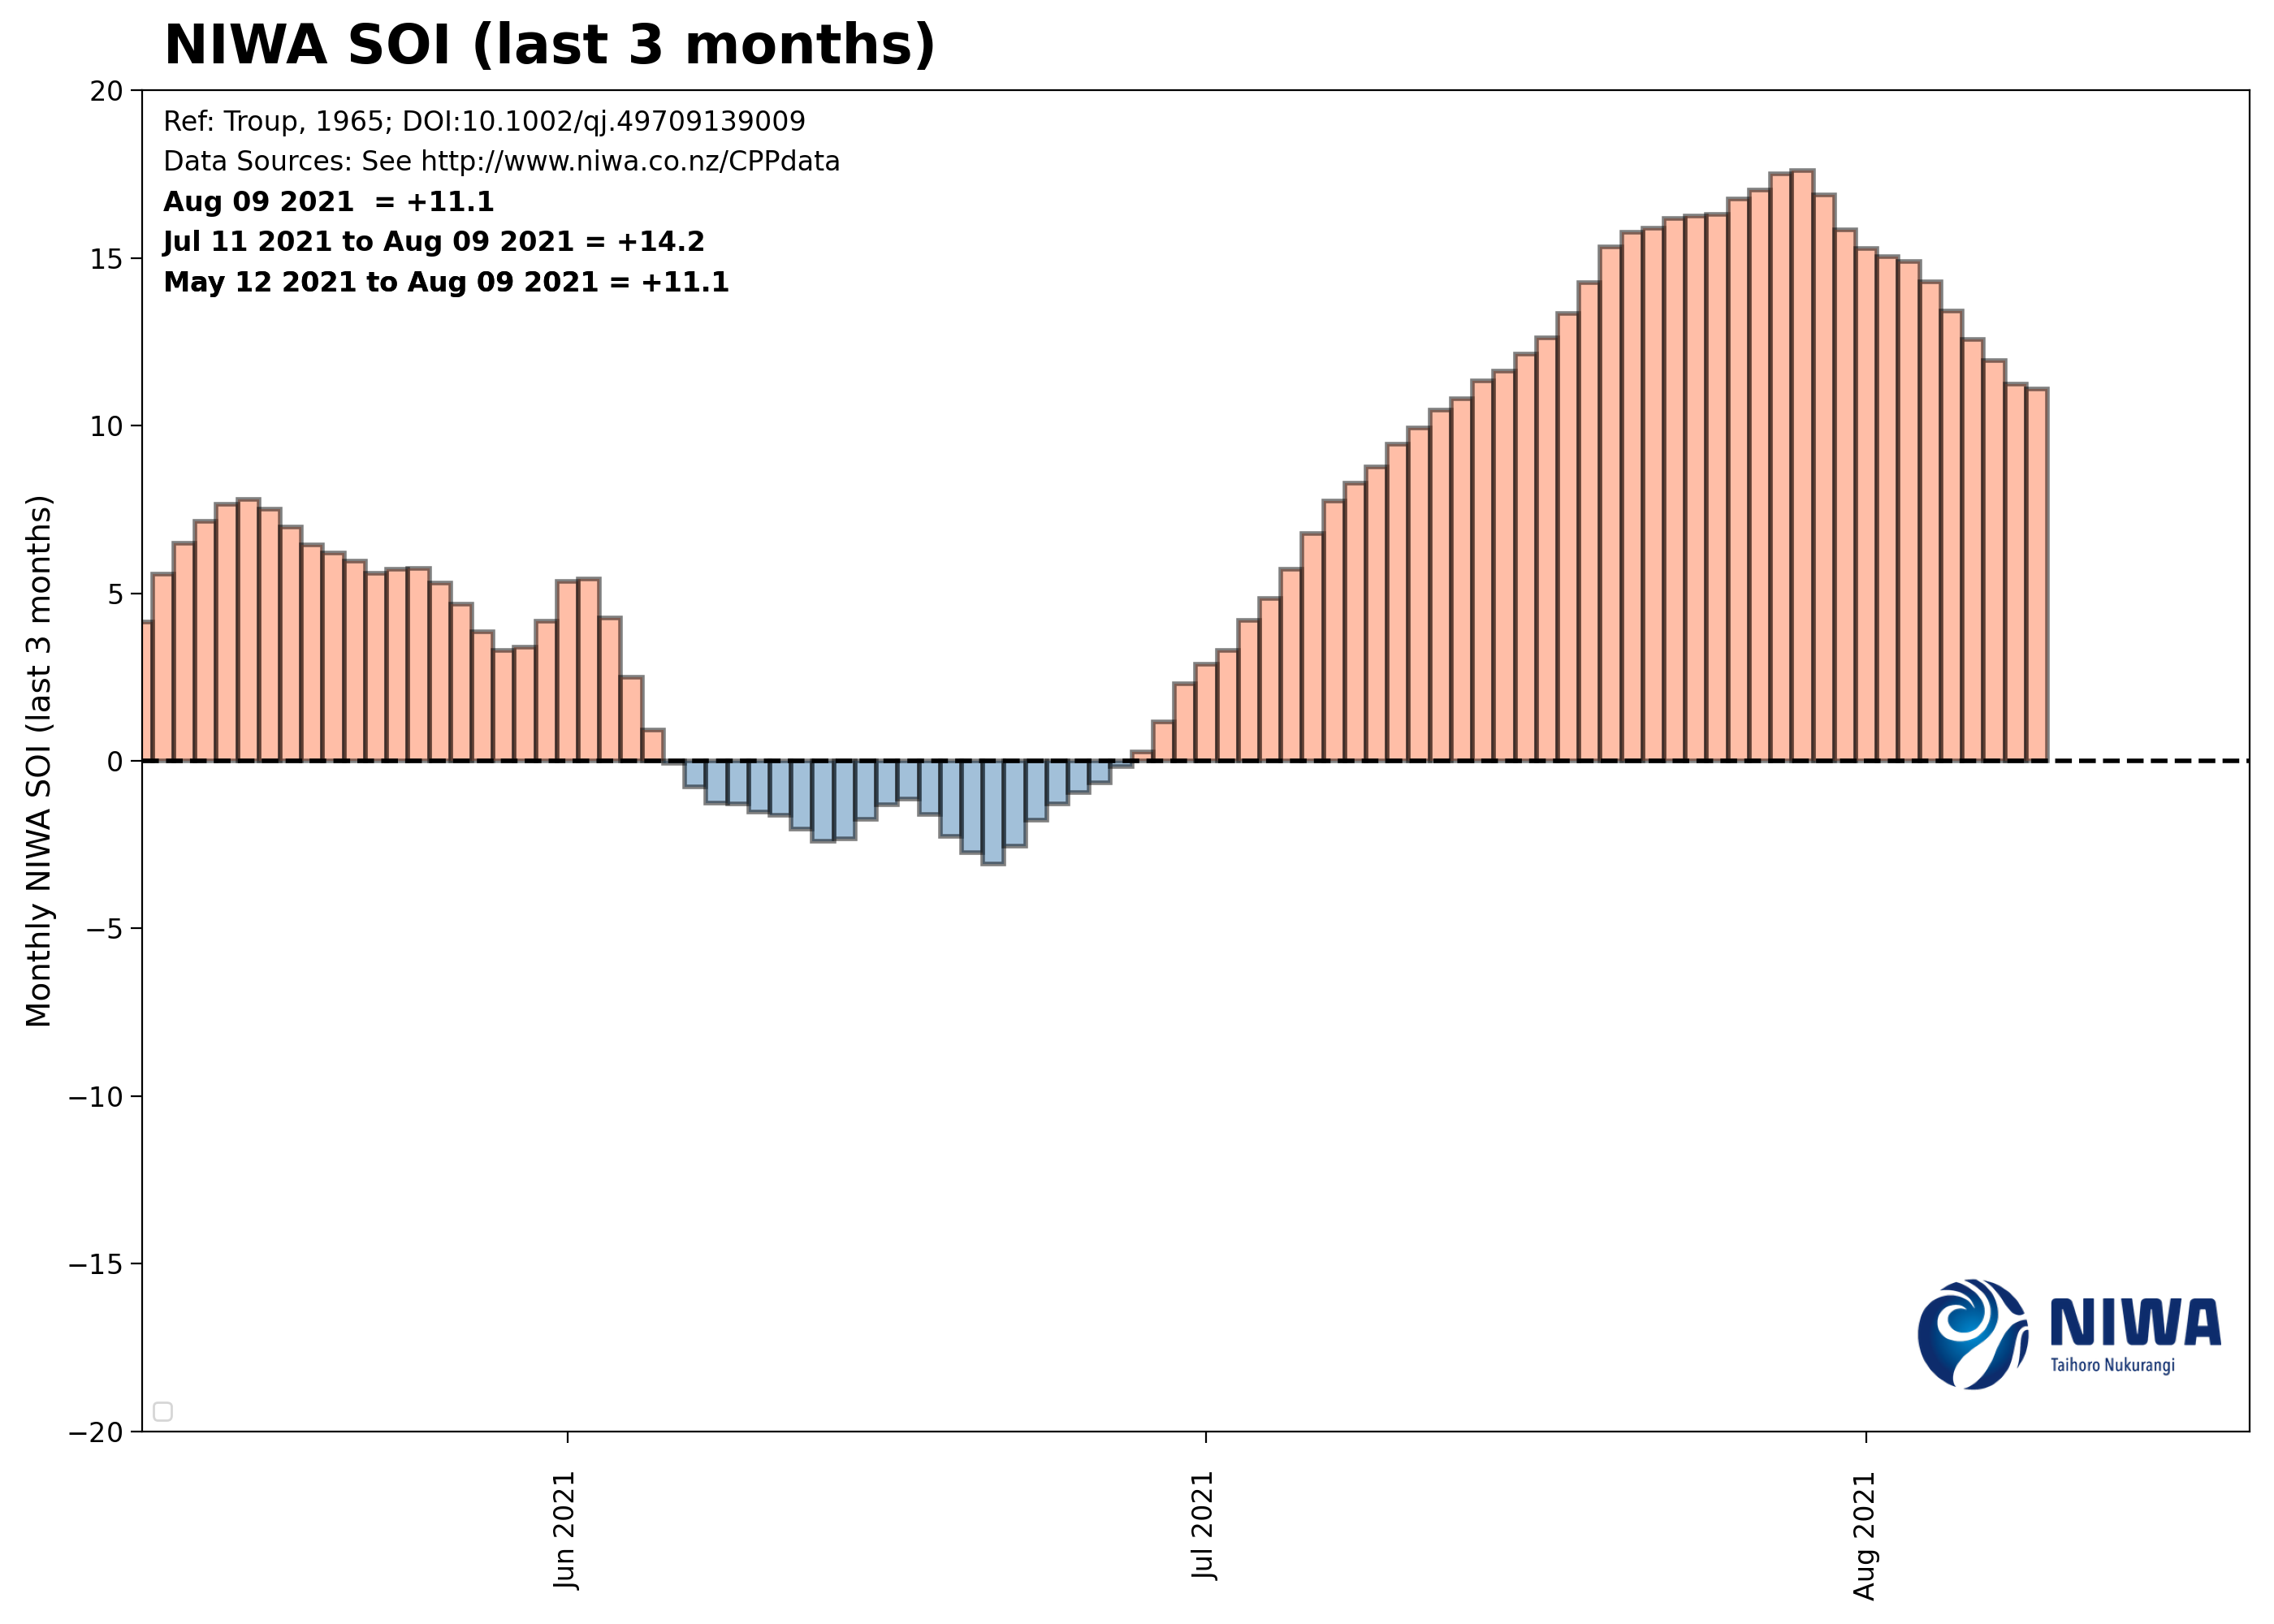 NIWA SOI (last 3 months)
Ref: Troup, 1965; DOI:10.1002/qj.49709139009
Data Sources: See http://www.niwa.co.nz/CPPdata
Aug 09 2021  = +11.1
Jul 11 2021 to Aug 09 2021 = +14.2
May 12 2021 to Aug 09 2021 = +11.1
Monthly NIWA SOI (last 3 months)
20
15
10
5
0
−5
−10
−15
−20
Jun 2021
Jul 2021
Aug 2021
NIWA
Taihoro Nukurangi